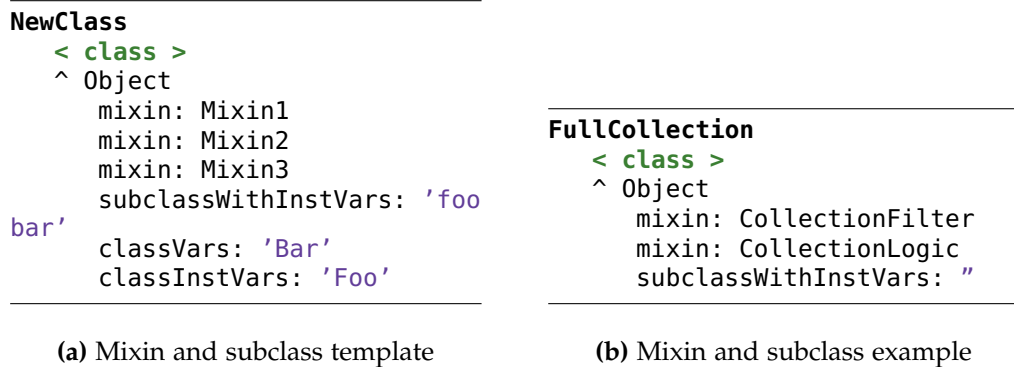 NewClass
< class >
^ Object
mixin: Mixin1
mixin: Mixin2
mixin: Mixin3
subclassWithInstVars: ’foo
bar’
classVars: ’Bar’
classInstVars: ’Foo’
(a) Mixin and subclass template
FullCollection
< class >
^ Object
mixin: CollectionFilter
mixin: CollectionLogic
subclassWithInstVars: ”
(b) Mixin and subclass example